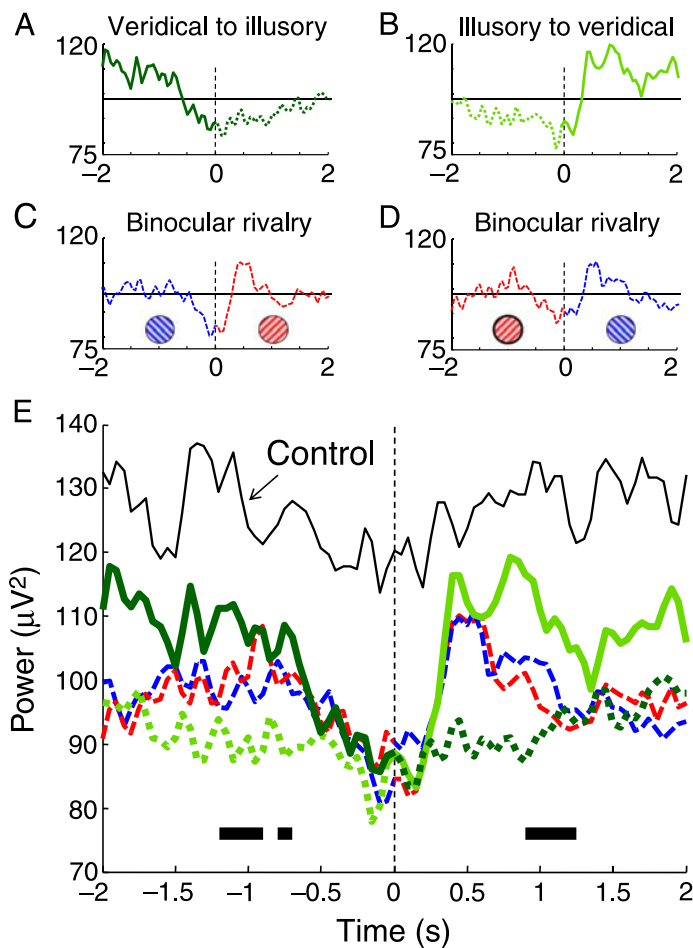 A
Veridical to illusory
120
75
−2 0 2
B
Illusory to veridical
120
75
−2 0 2
C
Binocular rivalry
120
75
−2 0 2
D
Binocular rivalry
120
75
−2 0 2
E
140
130
120
110
100
90
80
70
Power (μV²)
Control
−2 −1.5 −1 −0.5 0 0.5 1 1.5 2
Time (s)